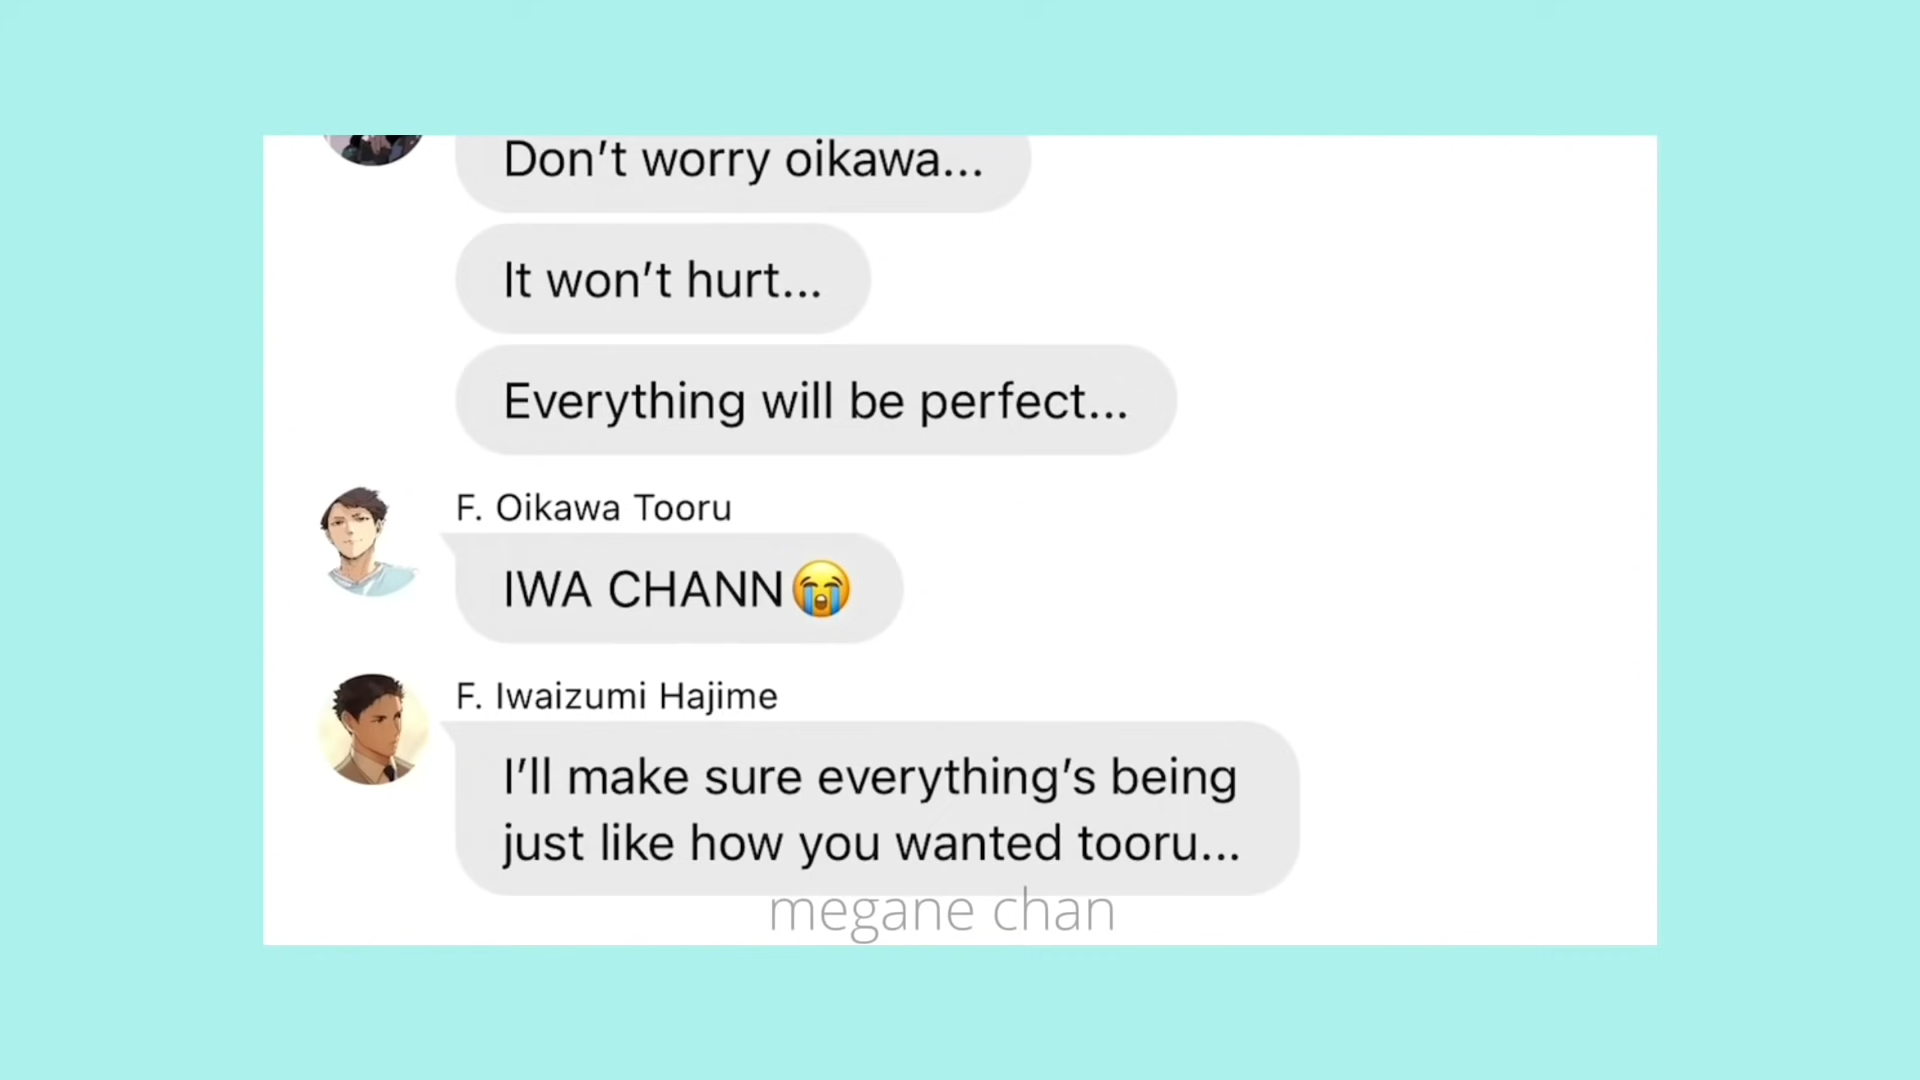 Don’t worry oikawa...
It won’t hurt...
Everything will be perfect...
F. Oikawa Tooru
IWA CHANN😭
F. Iwaizumi Hajime
I’ll make sure everything’s being
just like how you wanted tooru...
megane chan